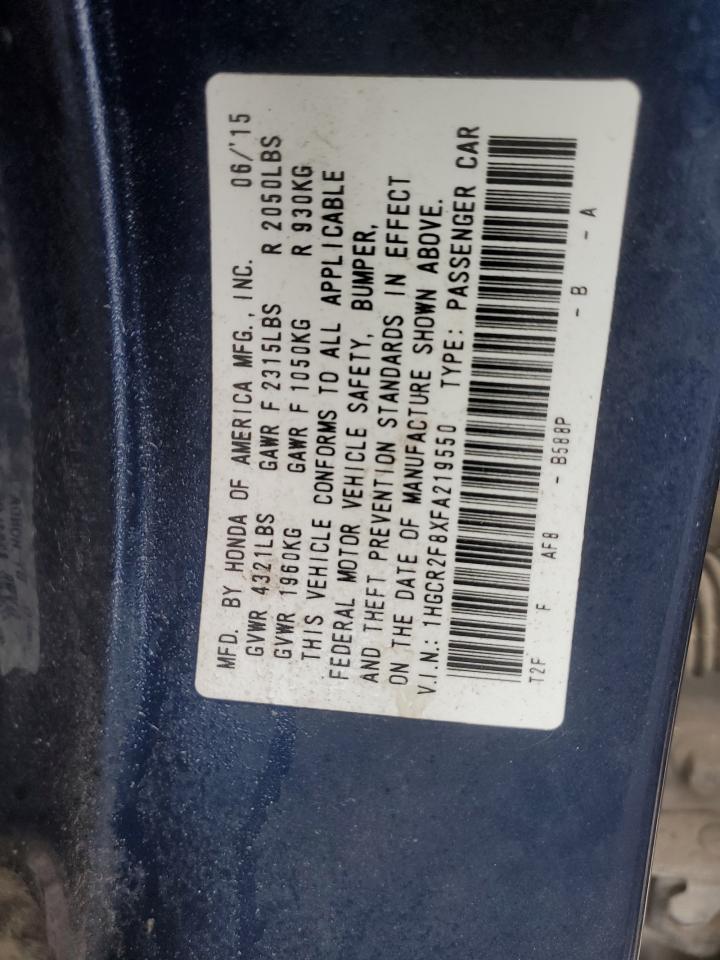 MFD. BY HONDA OF AMERICA MFG., INC. 06/'15
GVWR 4321LBS GAWR F 2315LBS R 2050LBS
GVWR 1960KG GAWR F 1050KG R 930KG
THIS VEHICLE CONFORMS TO ALL APPLICABLE
FEDERAL MOTOR VEHICLE SAFETY, BUMPER,
AND THEFT PREVENTION STANDARDS IN EFFECT
ON THE DATE OF MANUFACTURE SHOWN ABOVE.
V.I.N.: 1HGCR2F8XFA219550 TYPE: PASSENGER CAR
T2F F AF8 - B588P - B - A